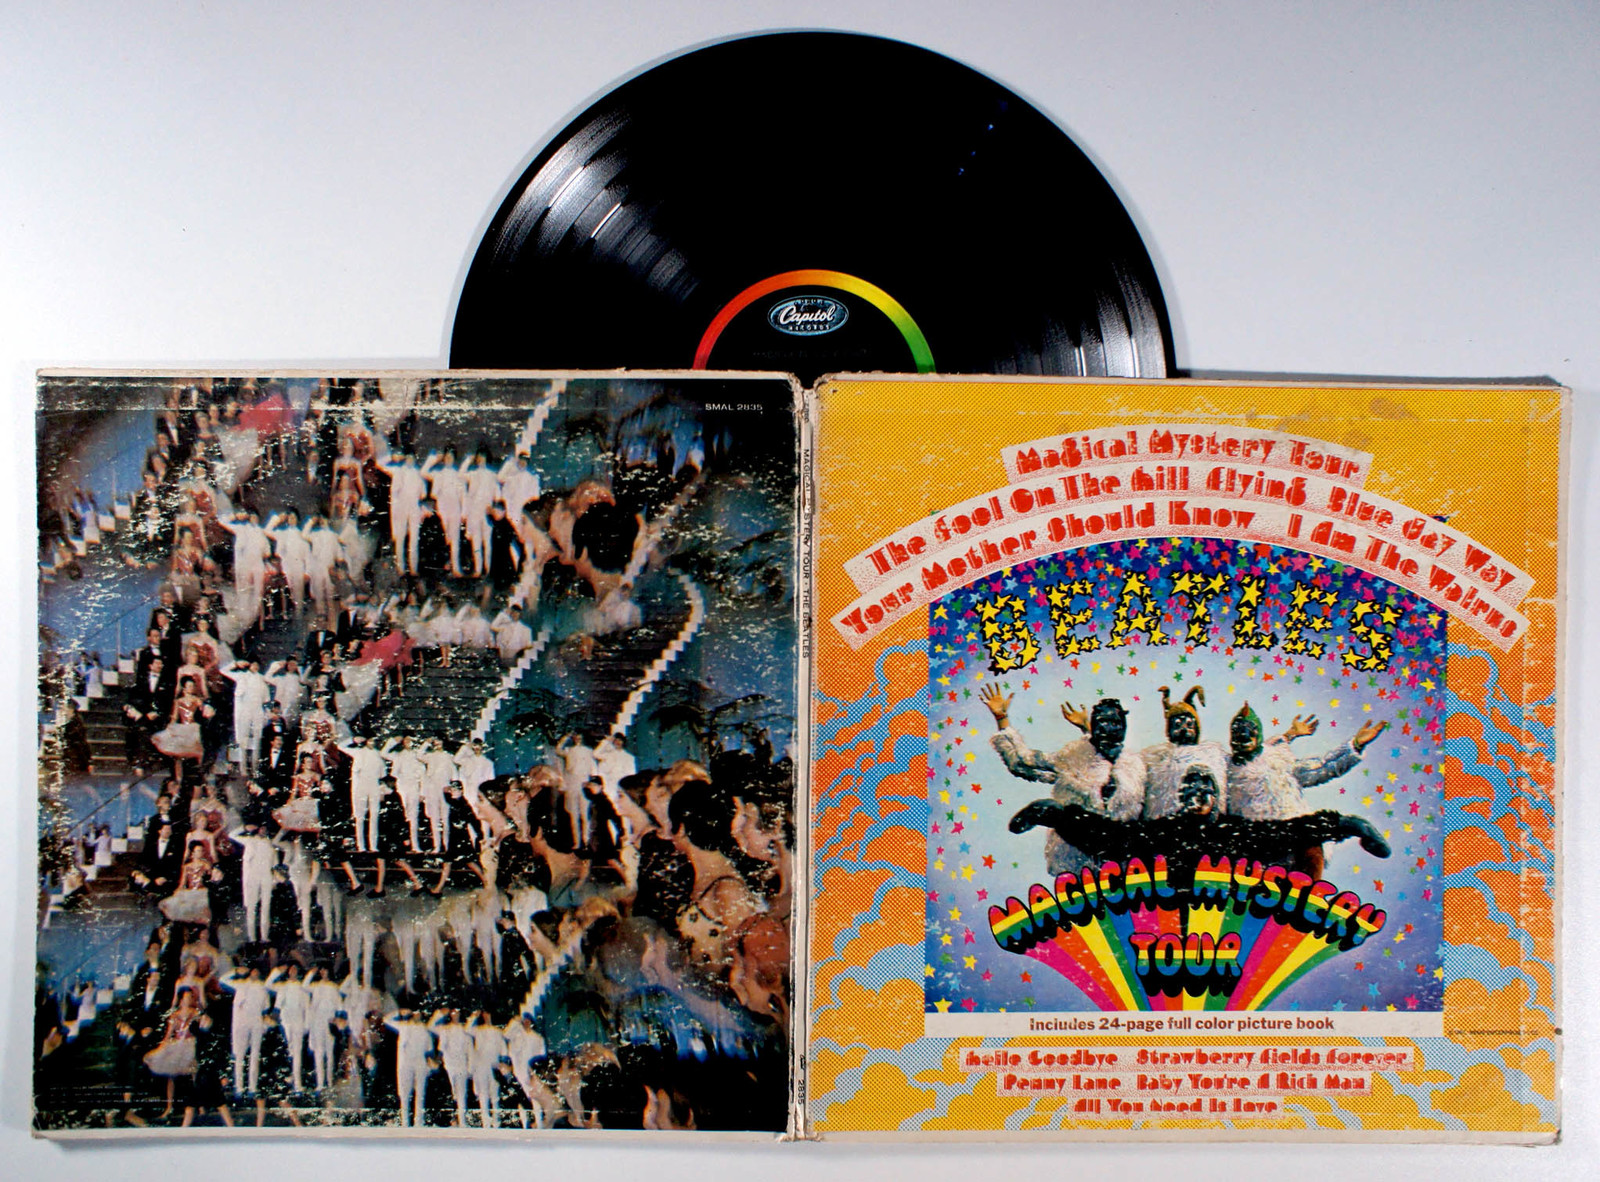 Capitol
RECORDS
SMAL 2835
MAGICAL MYSTERY TOUR · THE BEATLES
2835
Magical Mystery Tour
The Fool On The Hill Flying Blue Jay Way
Your Mother Should Know I Am The Walrus
BEATLES
MAGICAL MYSTERY
TOUR
Includes 24-page full color picture book
Hello Goodbye Strawberry Fields Forever
Penny Lane Baby You're A Rich Man
All You Need Is Love